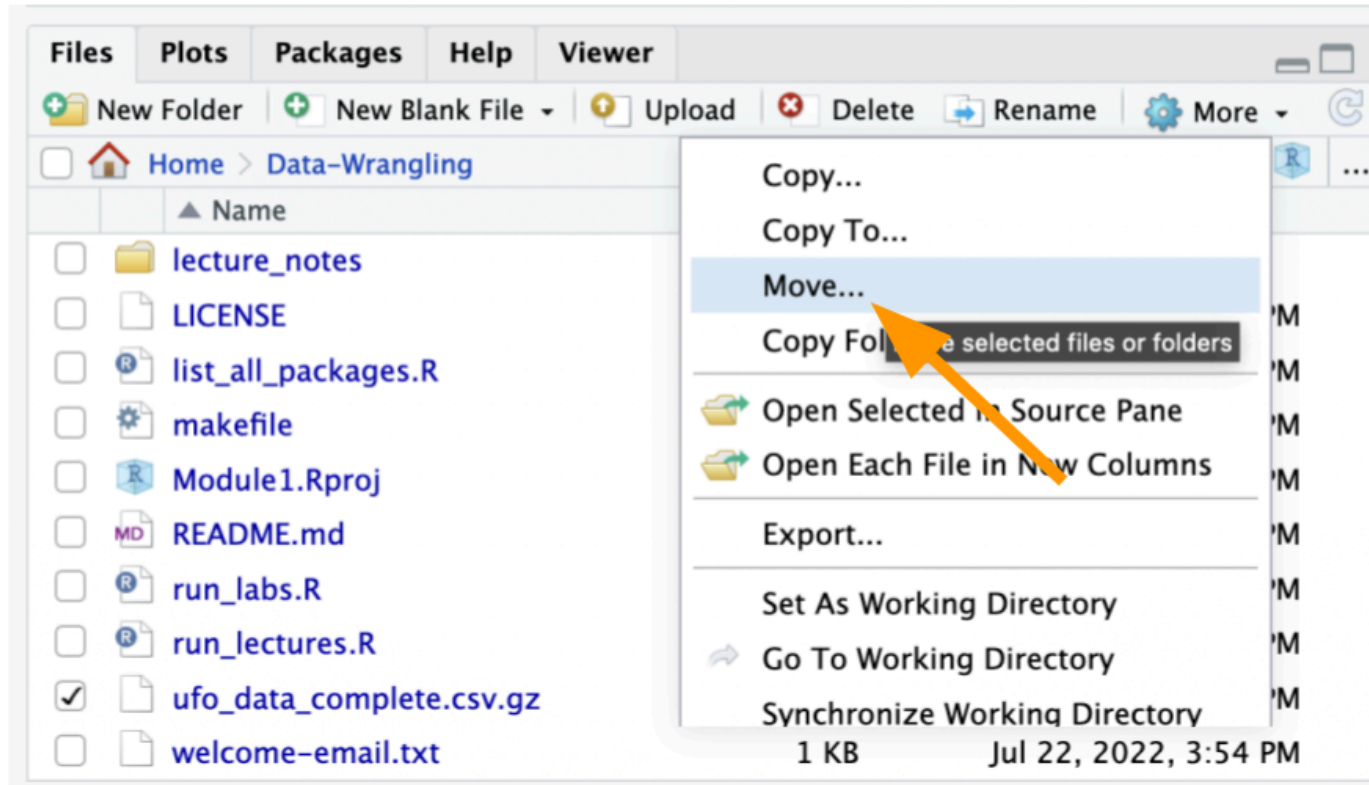 Files Plots Packages Help Viewer
New Folder New Blank File Upload Delete Rename More
Home > Data-Wrangling R ...
Name
Copy...
Copy To...
Move...
Copy Fol
selected files or folders
Open Selected in Source Pane
Open Each File in New Columns
Export...
Set As Working Directory
Go To Working Directory
Synchronize Working Directory
lecture_notes
LICENSE
R list_all_packages.R
makefile
R Module1.Rproj
MD README.md
R run_labs.R
R run_lectures.R
ufo_data_complete.csv.gz
welcome-email.txt 1 KB Jul 22, 2022, 3:54 PM